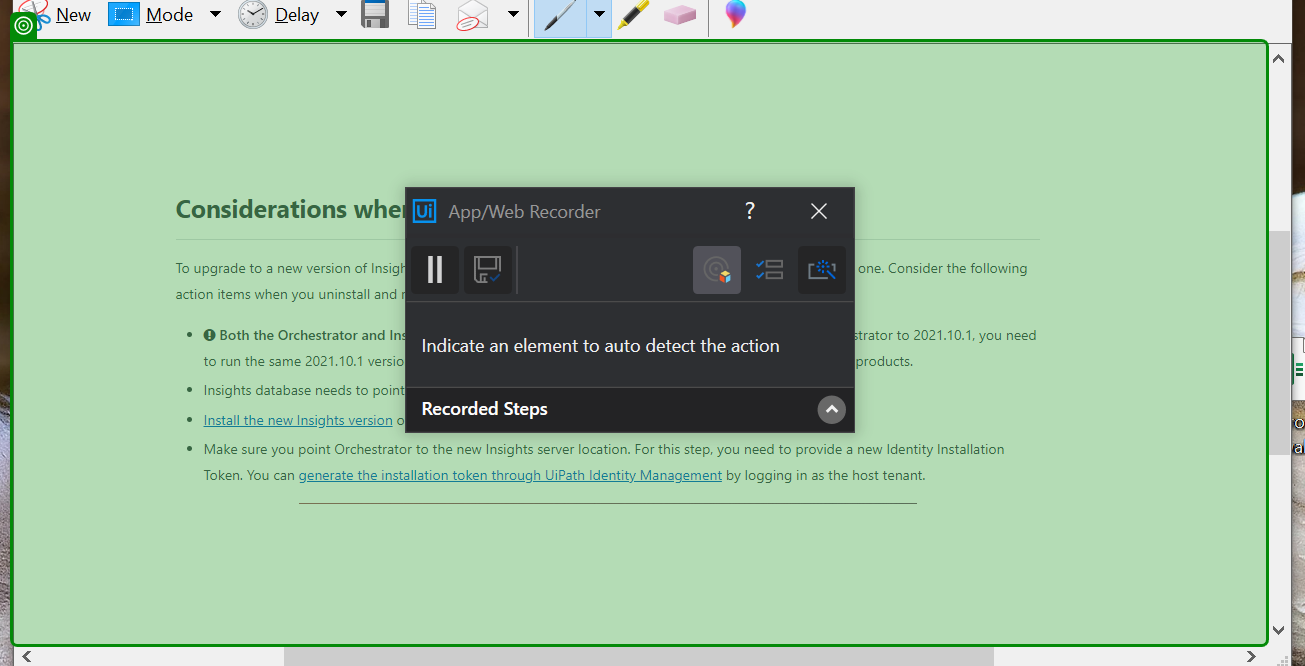 New Mode Delay
Considerations
Ui App/Web Recorder ?
To upgrade to a new version of one. Consider the following
action items when you uninstall and
Both the Orchestrator and to 2021.10.1, you need
Indicate an element to auto detect the action
to run the same 2021.10.1 products.
Insights database needs to point
Recorded Steps
Install the new Insights version
Make sure you point Orchestrator to the new Insights server location. For this step, you need to provide a new Identity Installation
Token. You can generate the installation token through UiPath Identity Management by logging in as the host tenant.